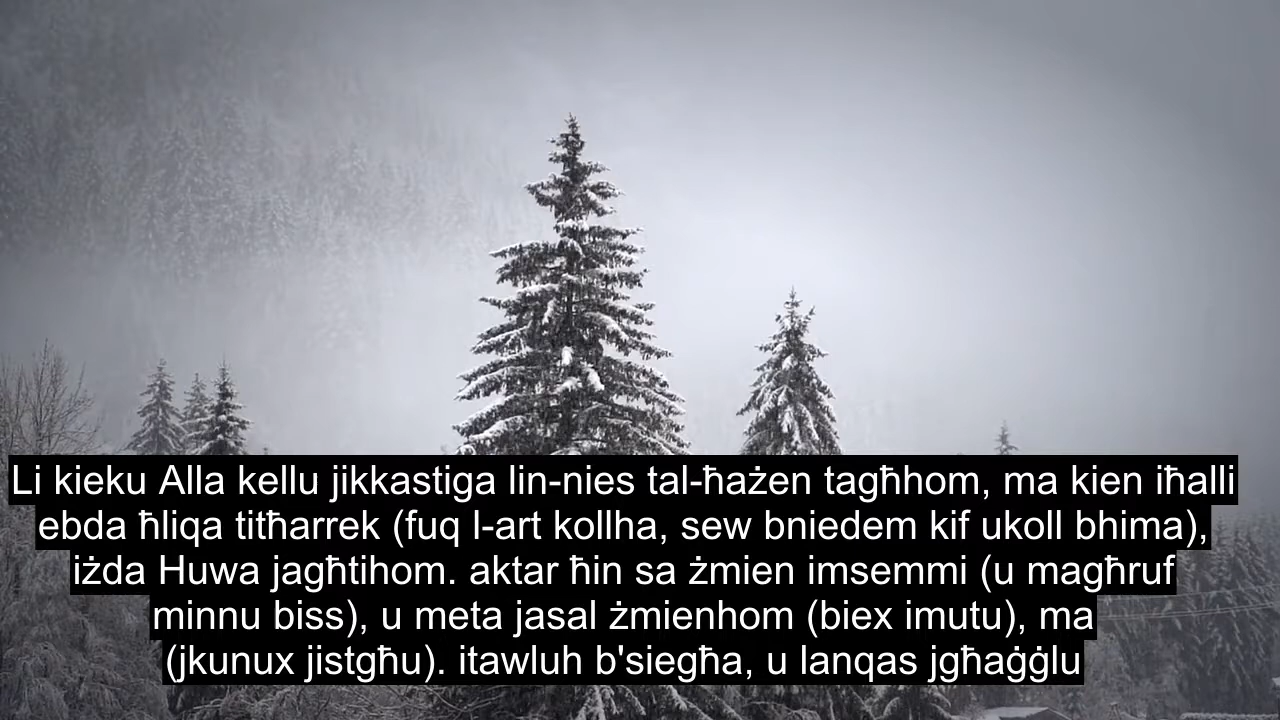 Li kieku Alla kellu jikkastiga lin-nies tal-ħażen tagħhom, ma kien iħalli
ebda ħliqa titħarrek (fuq l-art kollha, sew bniedem kif ukoll bhima),
iżda Huwa jagħtihom. aktar ħin sa żmien imsemmi (u magħruf
minnu biss), u meta jasal żmienhom (biex imutu), ma
(jkunux jistgħu). itawluh b'siegħa, u lanqas jgħaġġlu